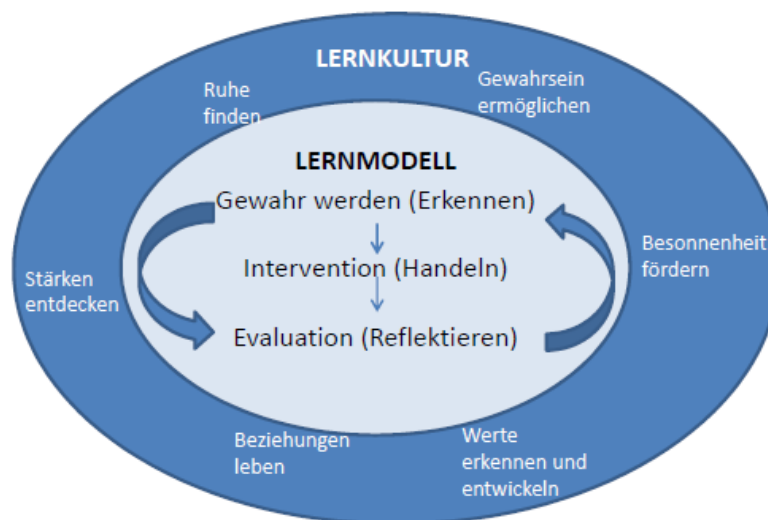 LERNKULTUR
Ruhe
finden
Gewahrsein
ermöglichen
LERNMODELL
Gewahr werden (Erkennen)
Intervention (Handeln)
Evaluation (Reflektieren)
Stärken
entdecken
Besonnenheit
fördern
Beziehungen
leben
Werte
erkennen und
entwickeln